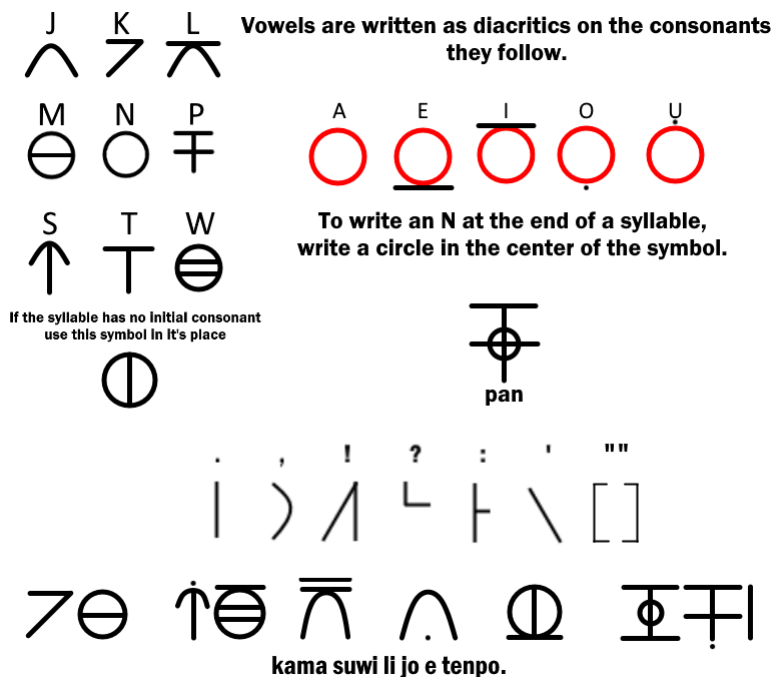 J K L
Vowels are written as diacritics on the consonants
they follow.
M N P
A E I O U
S T W
To write an N at the end of a syllable,
write a circle in the center of the symbol.
If the syllable has no initial consonant
use this symbol in it's place
pan
. , ! ? : ' ""
kama suwi li jo e tenpo.